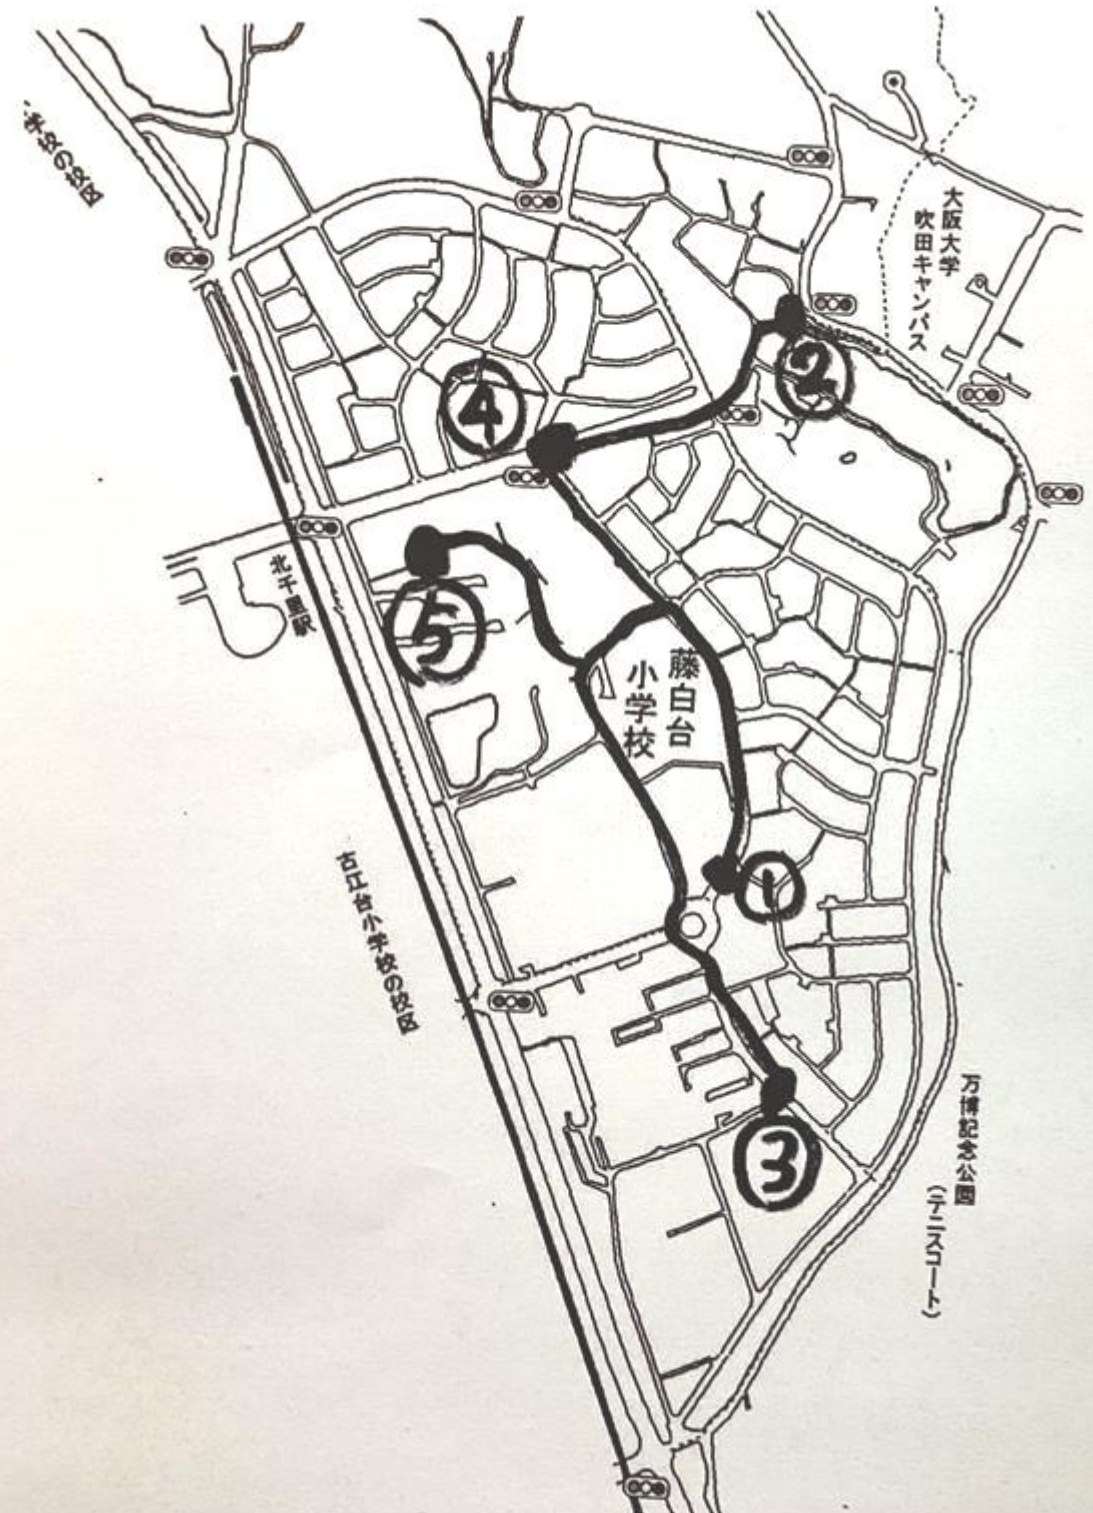 学校の校区
大阪大学
吹田キャンパス
②
④
北千里駅
⑤
藤白台
小学校
①
古江台小学校の校区
③
万博記念公園
(テニスコート)